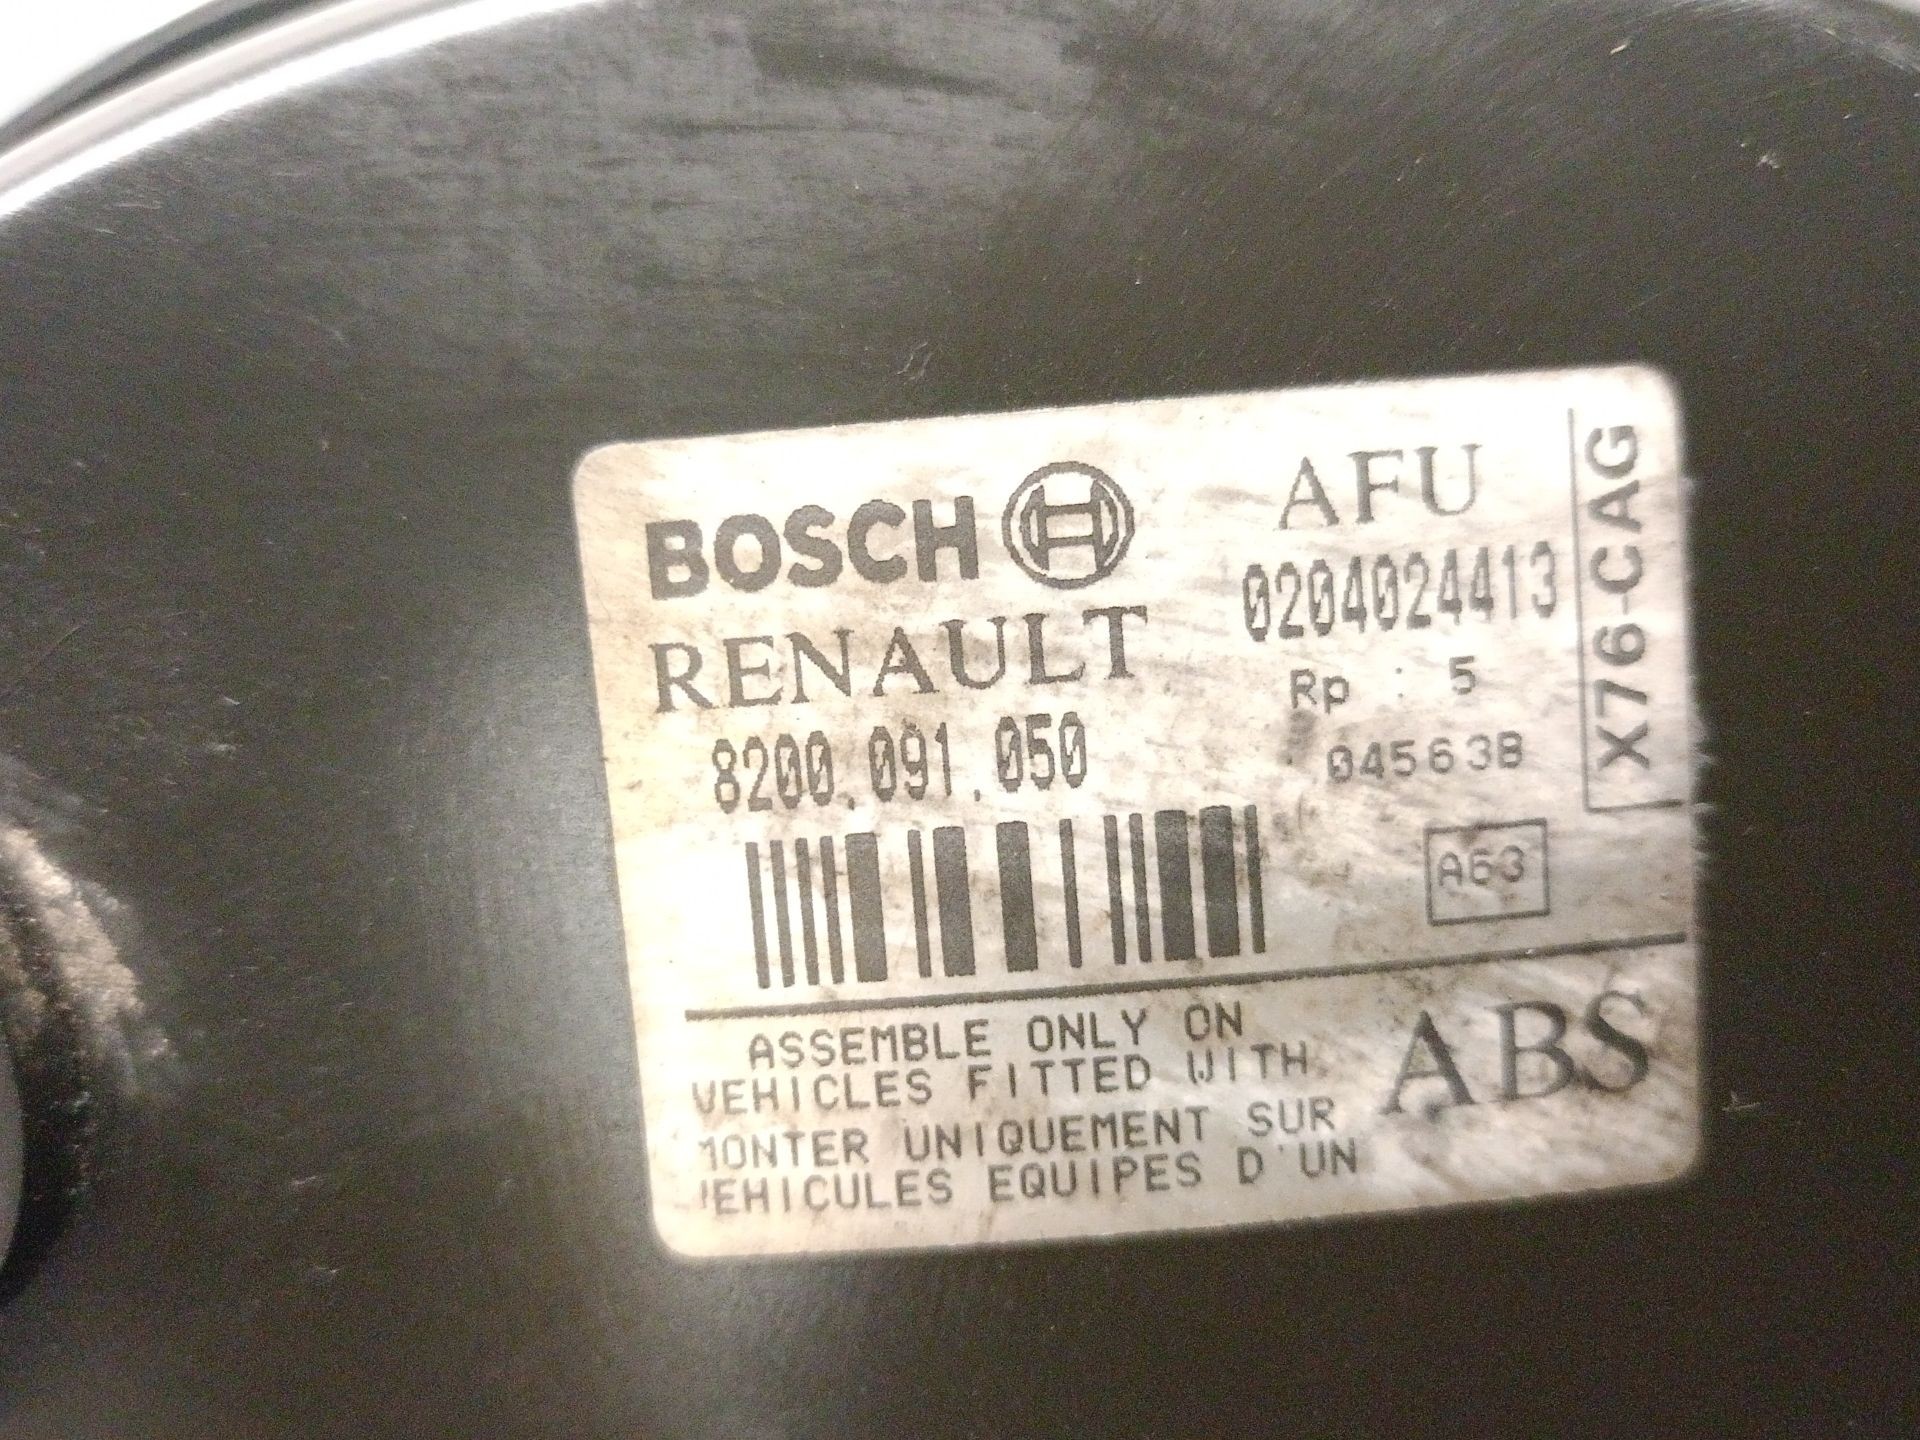 BOSCH
AFU
0204024413
RENAULT
Rp : 5
8200.091.050
04563B
X76-CAG
A63
ASSEMBLE ONLY ON
VEHICLES FITTED WITH
ABS
MONTER UNIQUEMENT SUR
VEHICULES EQUIPES D'UN